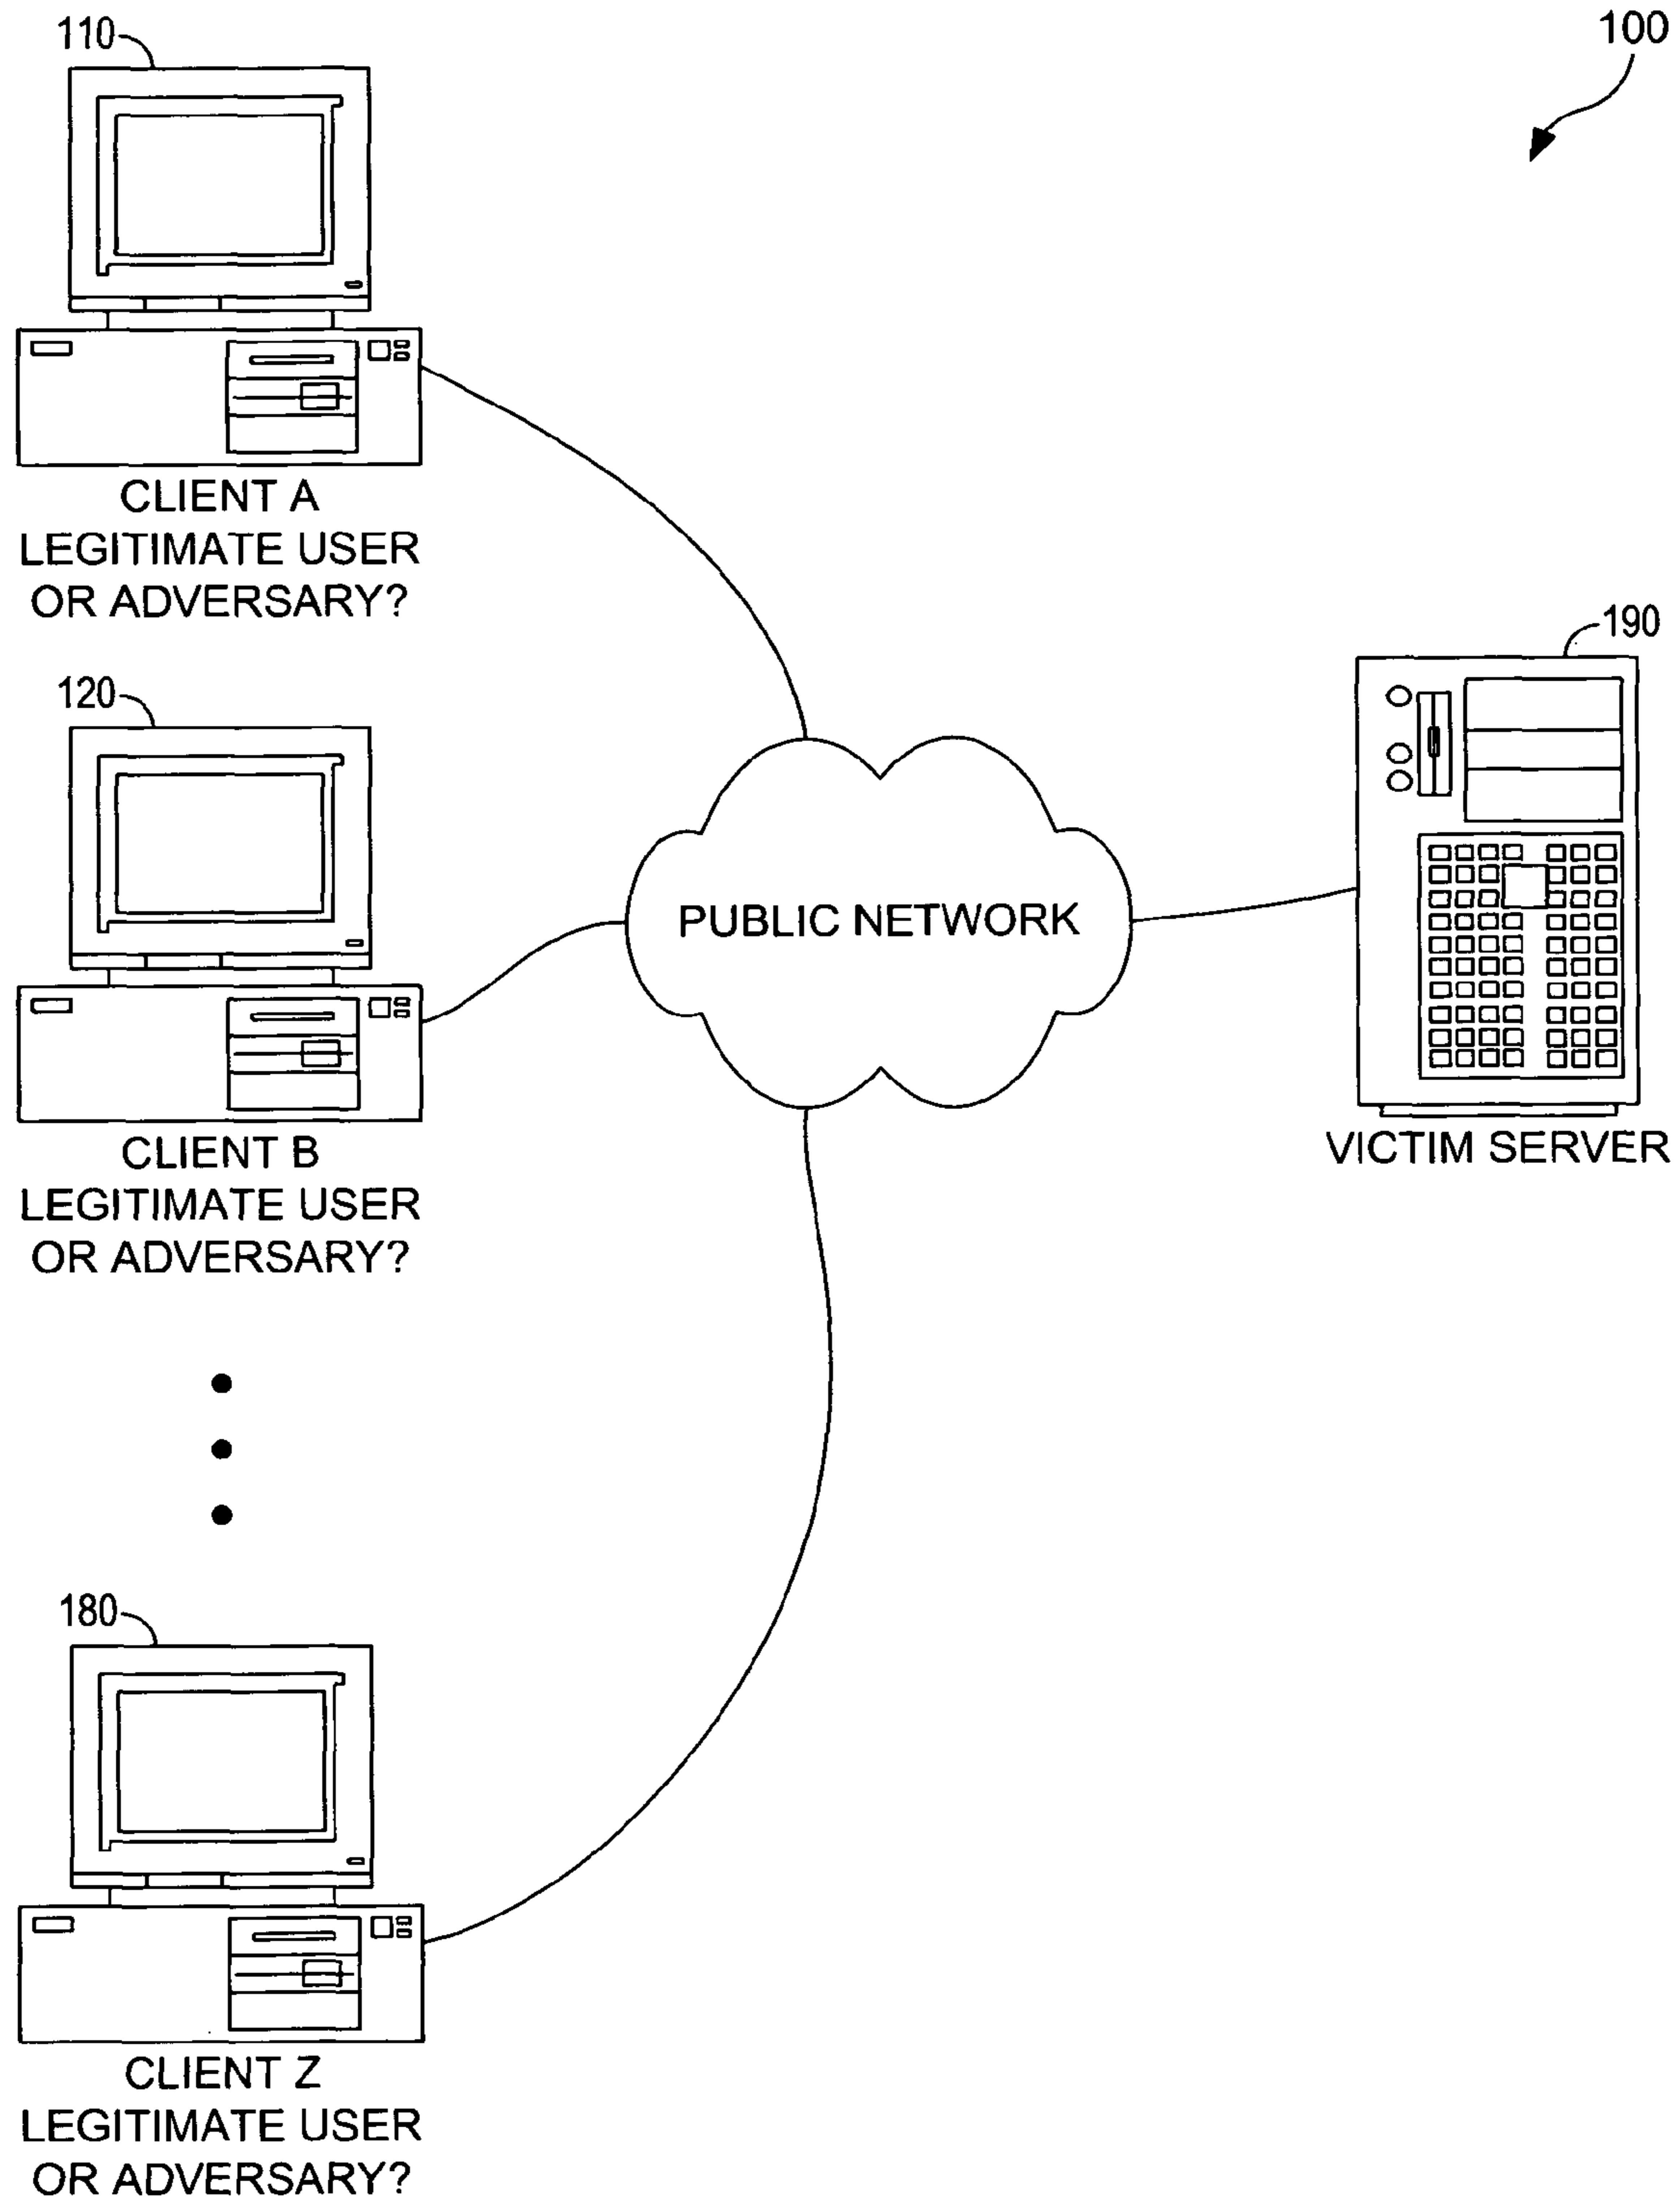 110
100
CLIENT A
LEGITIMATE USER
OR ADVERSARY?
190
120
PUBLIC NETWORK
VICTIM SERVER
CLIENT B
LEGITIMATE USER
OR ADVERSARY?
180
CLIENT Z
LEGITIMATE USER
OR ADVERSARY?